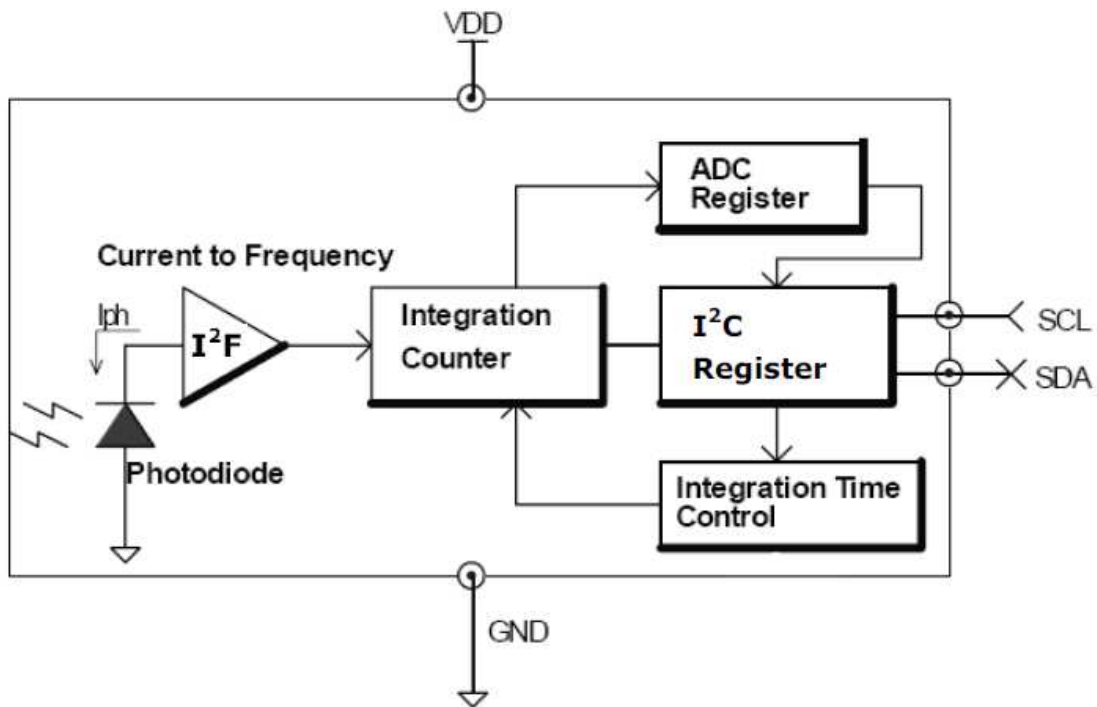 VDD
ADC
Register
Current to Frequency
Iph
I²F
Integration
Counter
I²C
Register
SCL
SDA
Photodiode
Integration Time
Control
GND